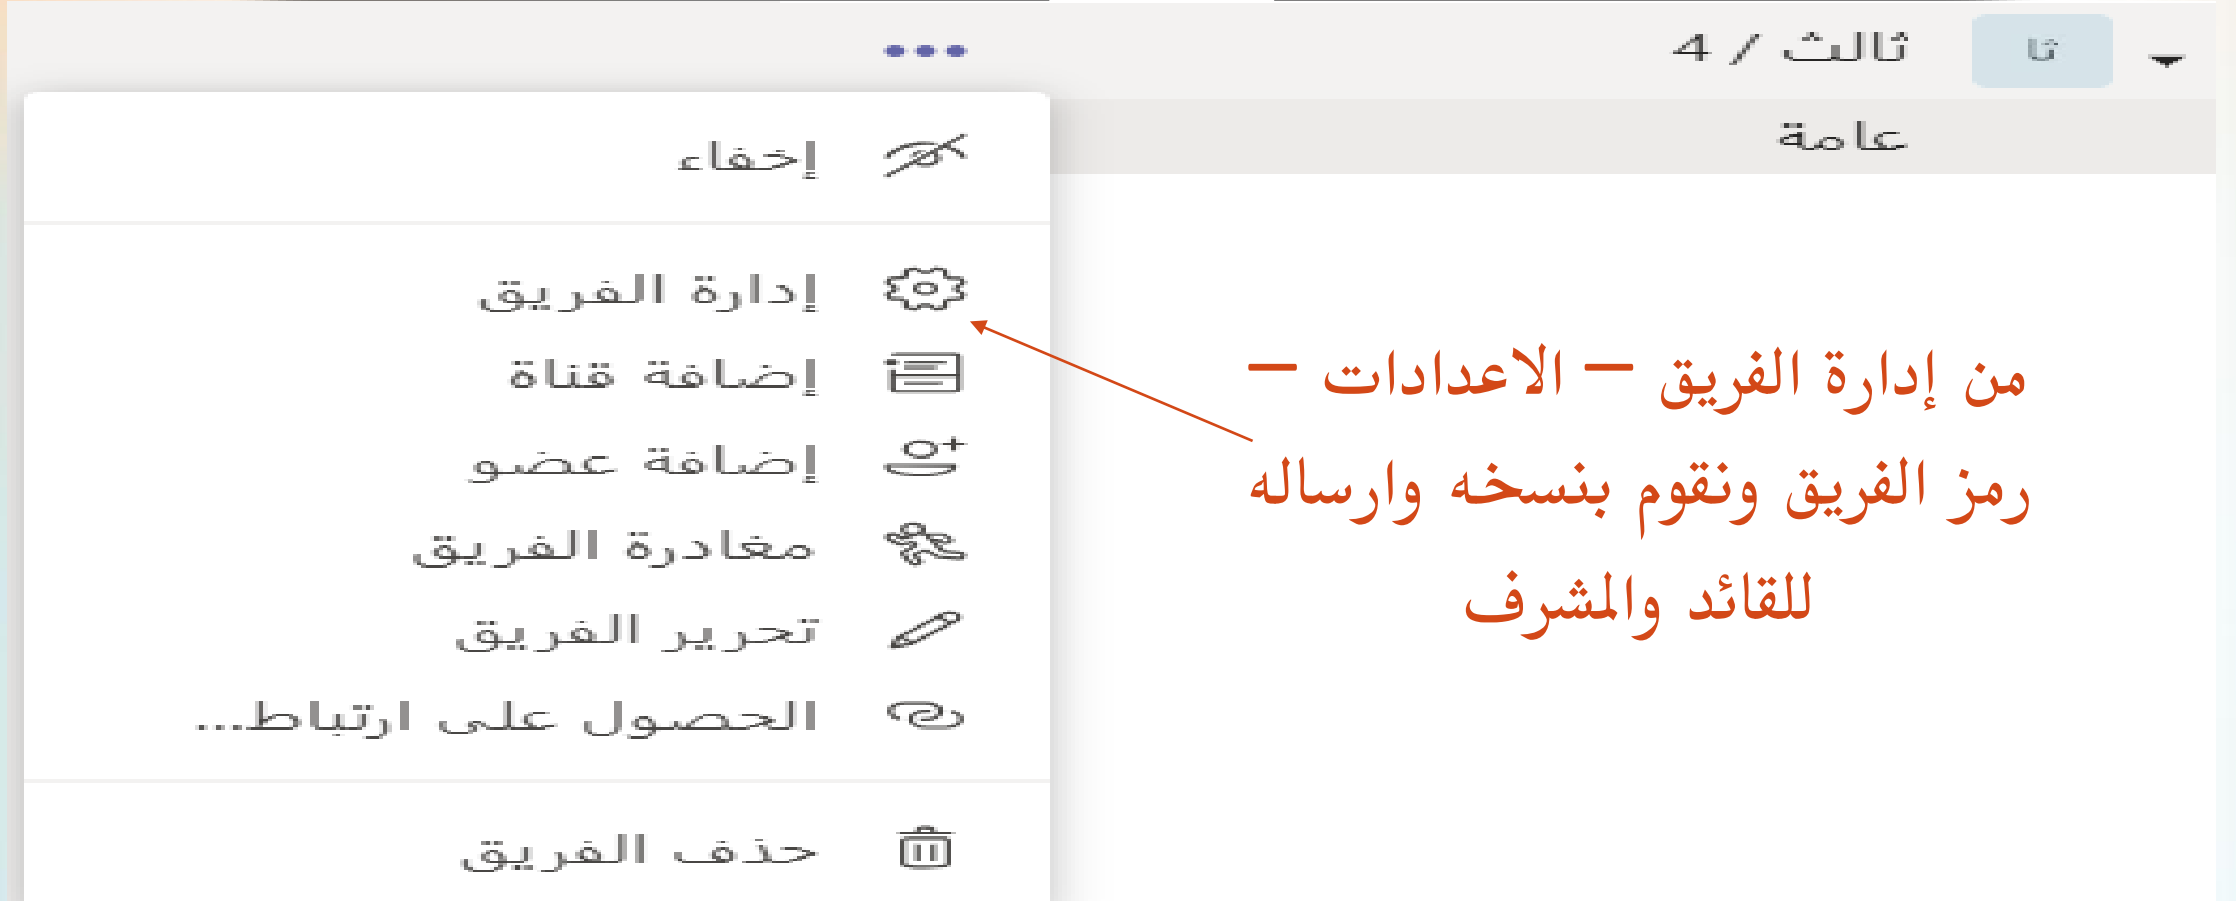 ثا
ثالث / 4
عامة
إخفاء
إدارة الفريق
إضافة قناة
إضافة عضو
مغادرة الفريق
تحرير الفريق
الحصول على ارتباط...
حذف الفريق
من إدارة الفريق – الاعدادات –
رمز الفريق ونقوم بنسخه وارساله
للقائد والمشرف